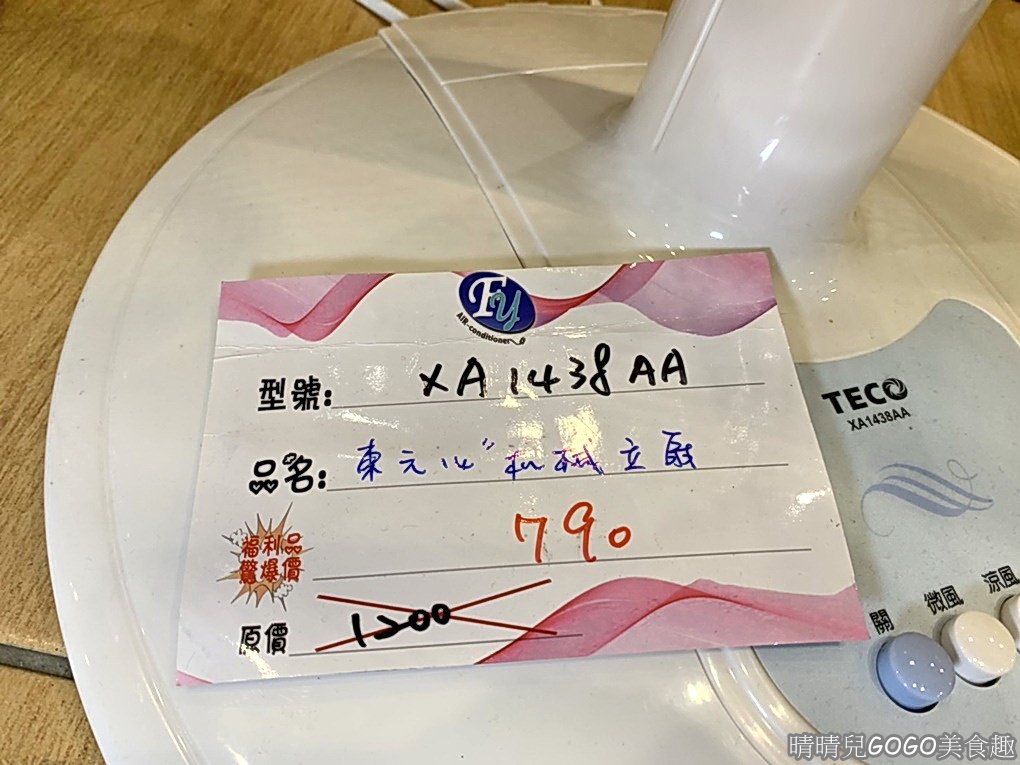 Fy
AIR-conditioner
型號: XA1438AA
品名: 東元14"机械立扇
福利品
驚爆價 790
原價 1200
TECO
XA1438AA
關 微風 涼風
晴晴兒GOGO美食趣